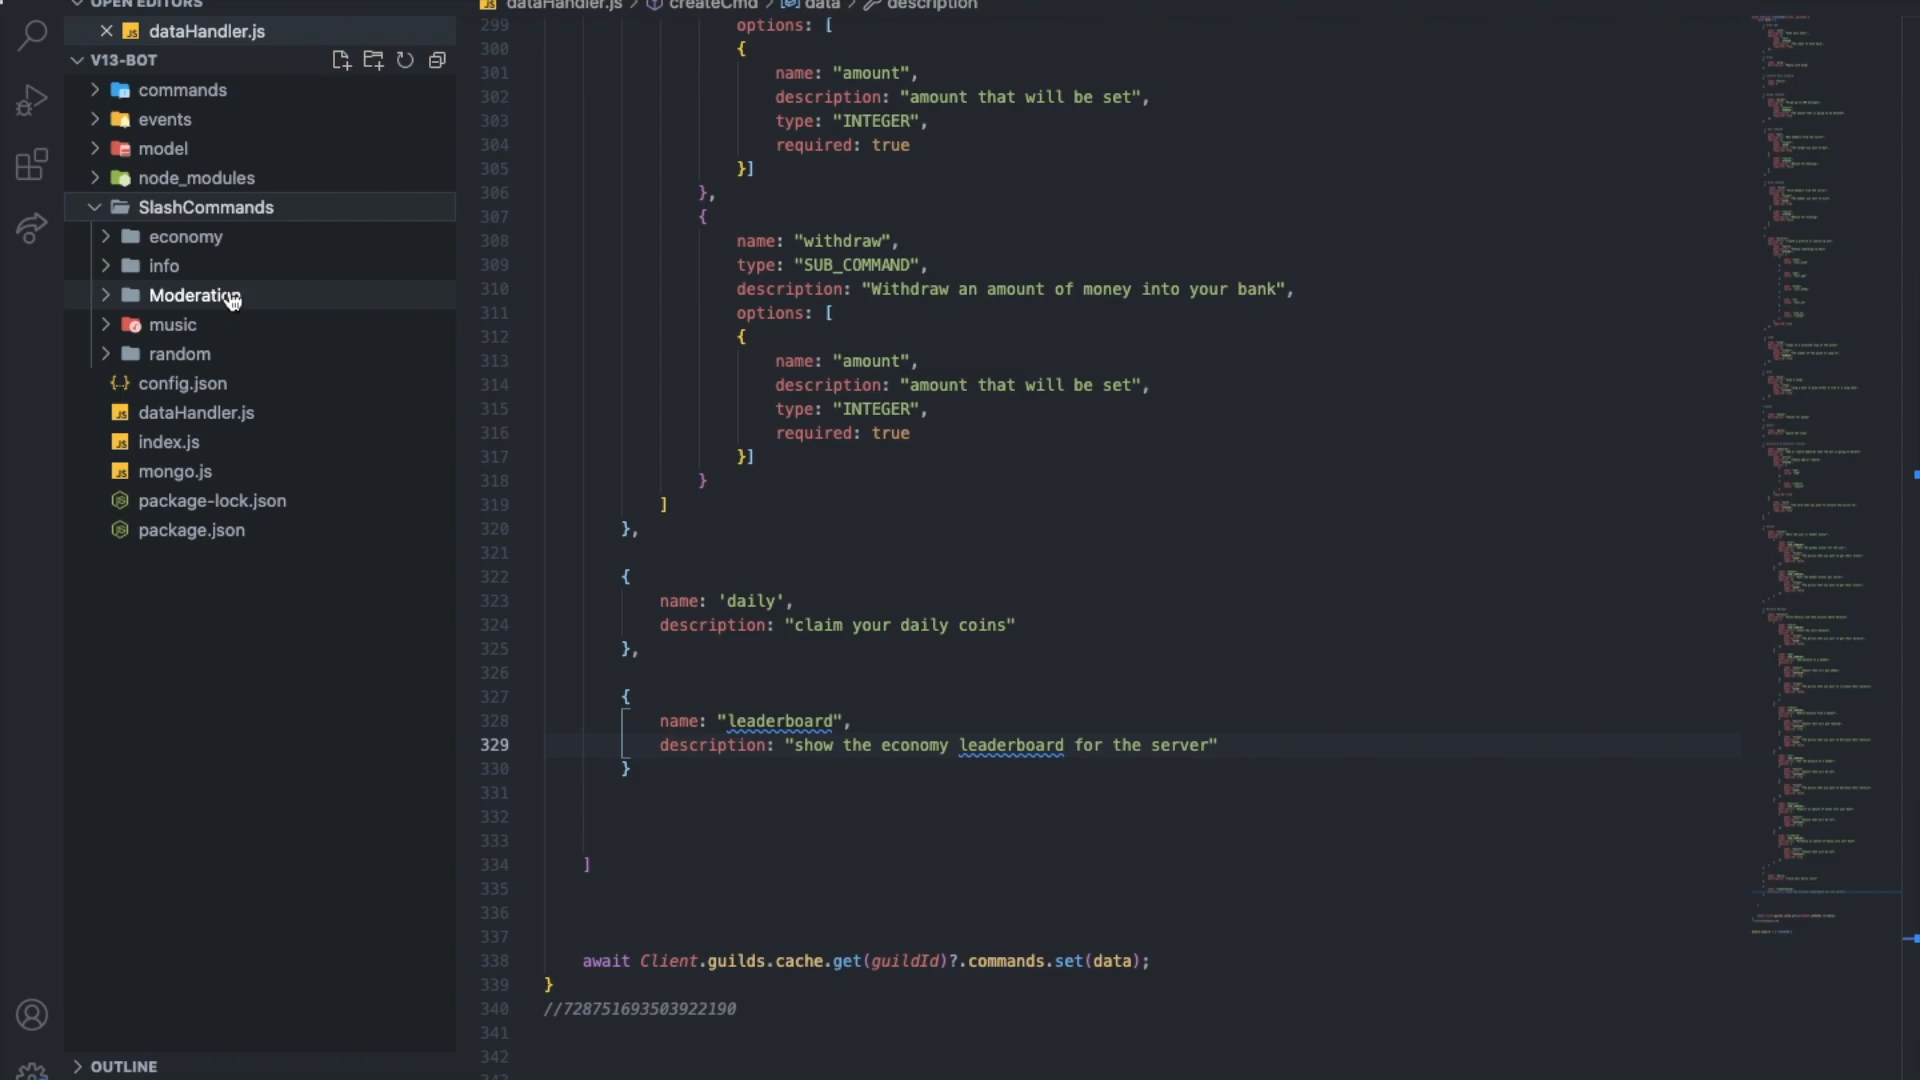 OPEN EDITORS
dataHandler.js
V13-BOT
commands
events
model
node_modules
SlashCommands
economy
info
Moderation
music
random
config.json
dataHandler.js
index.js
mongo.js
package-lock.json
package.json
OUTLINE
dataHandler.js > createCmd > data > description
299 options: [
300 {
301 name: "amount",
302 description: "amount that will be set",
303 type: "INTEGER",
304 required: true
305 }]
306 },
307 {
308 name: "withdraw",
309 type: "SUB_COMMAND",
310 description: "Withdraw an amount of money into your bank",
311 options: [
312 {
313 name: "amount",
314 description: "amount that will be set",
315 type: "INTEGER",
316 required: true
317 }]
318 }
319 ]
320 },
321
322 {
323 name: 'daily',
324 description: "claim your daily coins"
325 },
326
327 {
328 name: "leaderboard",
329 description: "show the economy leaderboard for the server"
330 }
331
332
333
334 ]
335
336
337
338 await Client.guilds.cache.get(guildId)?.commands.set(data);
339 }
340 //728751693503922190
341
342
343